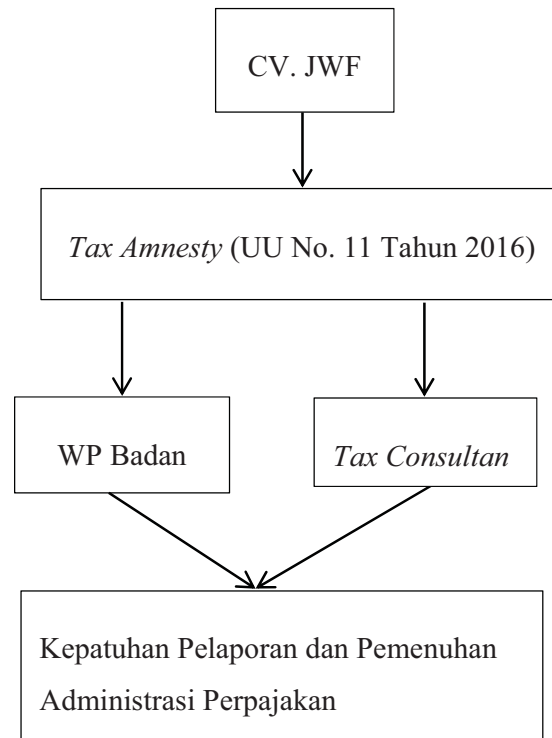 CV. JWF
Tax Amnesty (UU No. 11 Tahun 2016)
WP Badan
Tax Consultan
Kepatuhan Pelaporan dan Pemenuhan
Administrasi Perpajakan